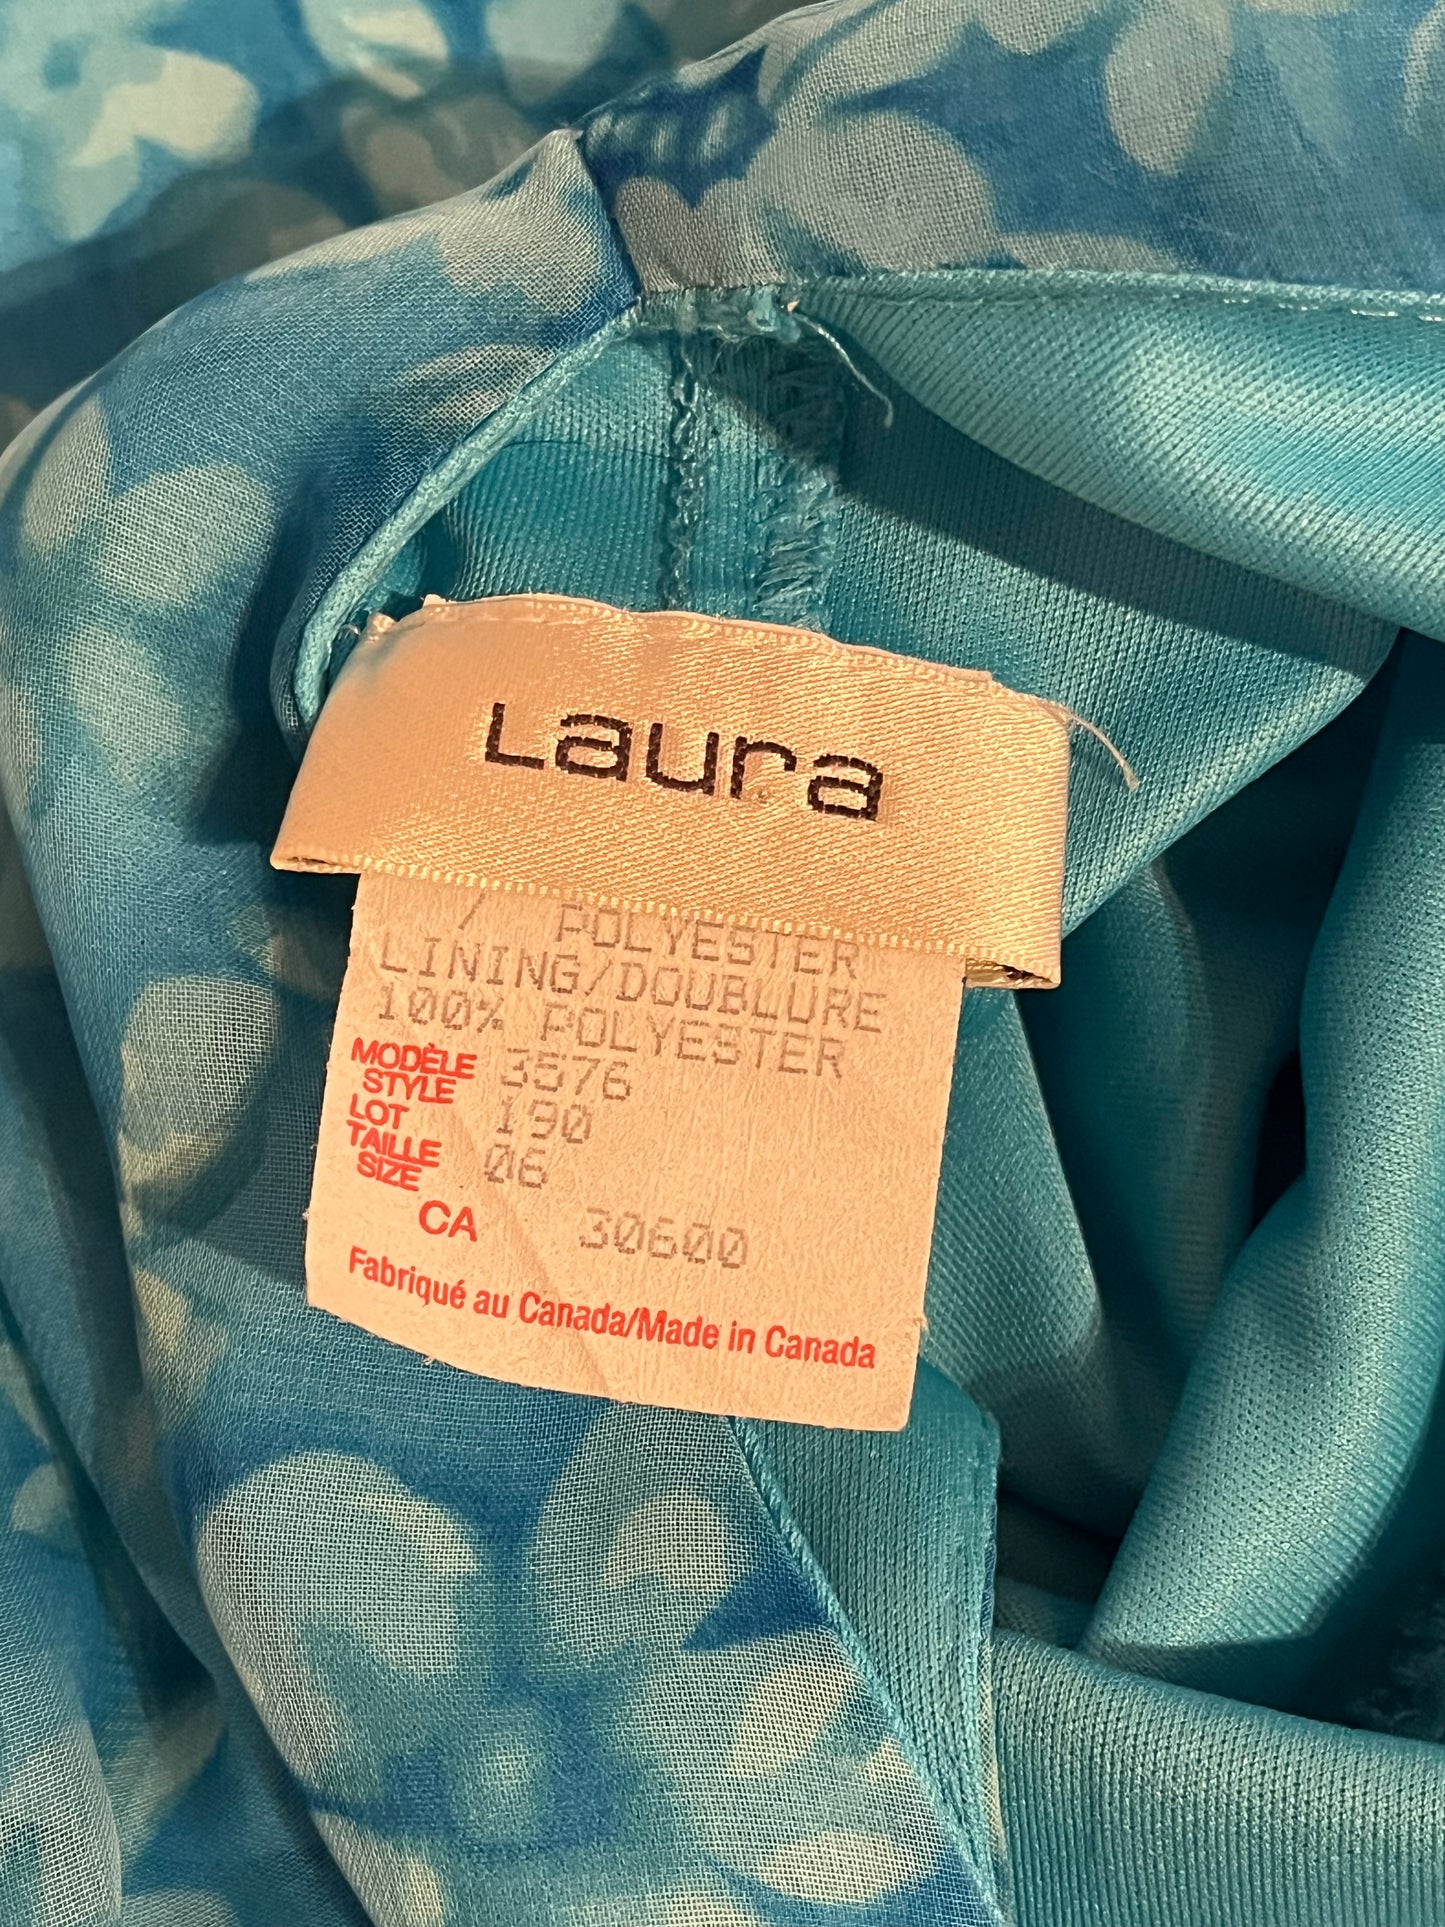 Laura
/ POLYESTER
LINING/DOUBLURE
100% POLYESTER
MODÈLE
STYLE 3576
LOT 190
TAILLE
SIZE 06
CA 30600
Fabriqué au Canada/Made in Canada